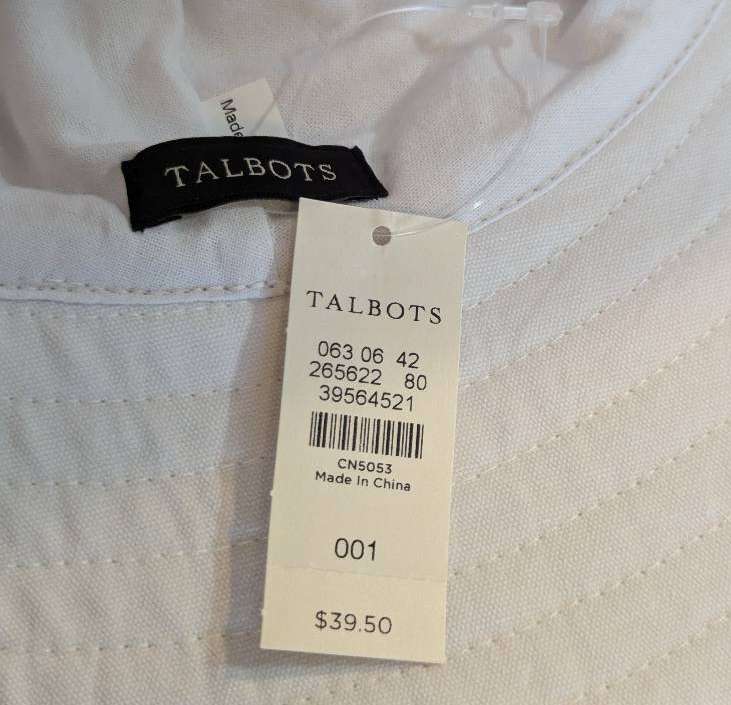 Made
TALBOTS
TALBOTS
063 06 42
265622 80
39564521
CN5053
Made In China
001
$39.50